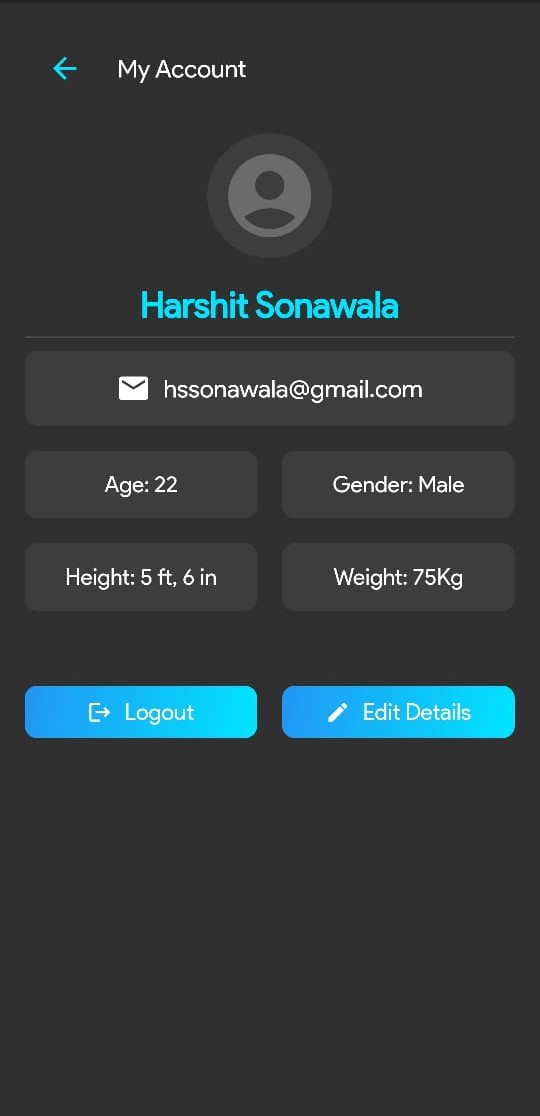 My Account
Harshit Sonawala
hssonawala@gmail.com
Age: 22
Gender: Male
Height: 5 ft, 6 in
Weight: 75Kg
Logout
Edit Details